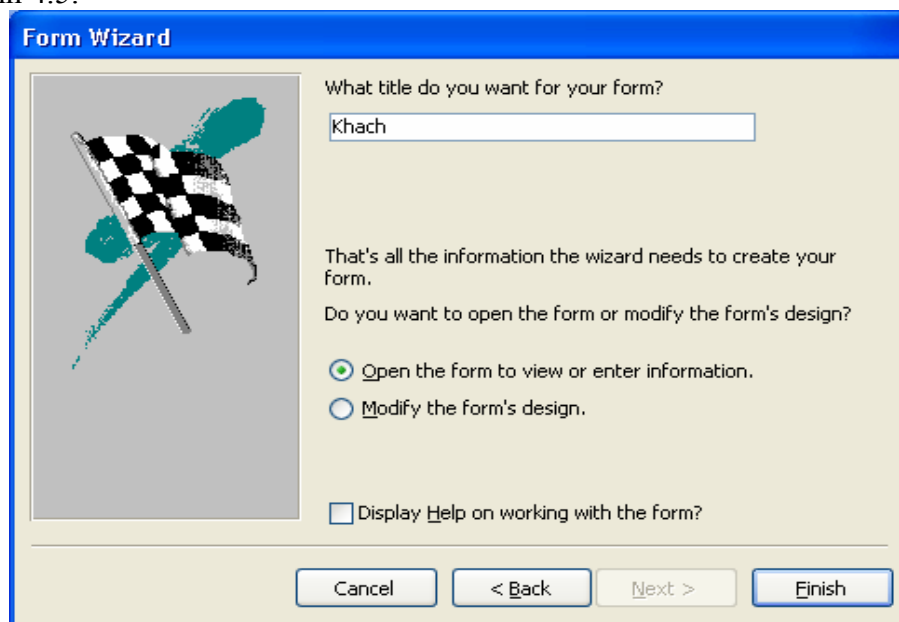 4.5.
Form Wizard
What title do you want for your form?
Khach
That's all the information the wizard needs to create your
form.
Do you want to open the form or modify the form's design?
Open the form to view or enter information.
Modify the form's design.
Display Help on working with the form?
Cancel
< Back
Next >
Finish